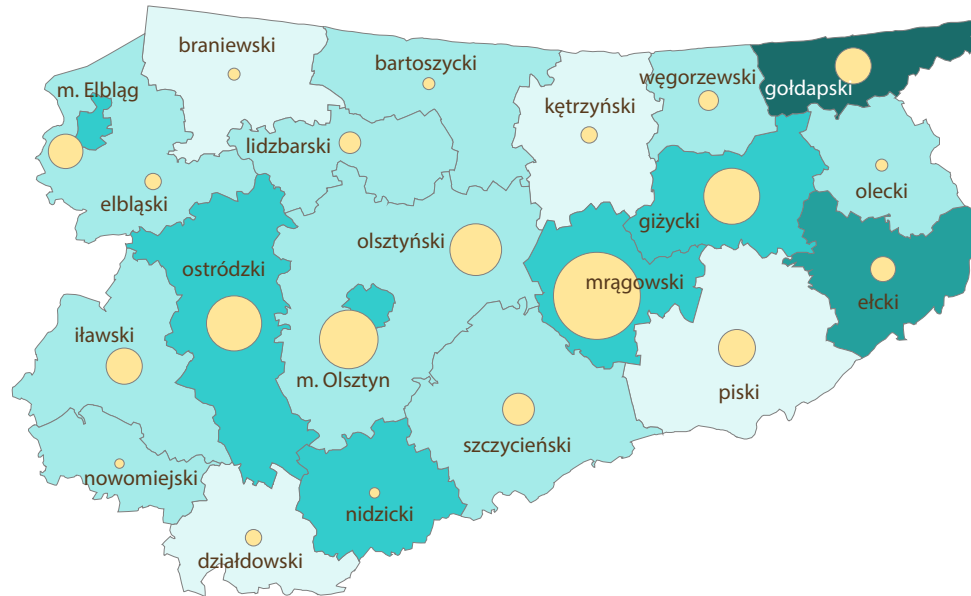 braniewski
bartoszycki
węgorzewski
gołdapski
m. Elbląg
kętrzyński
lidzbarski
olecki
elbląski
giżycki
olsztyński
ostródzki
mrągowski
ełcki
iławski
m. Olsztyn
piski
szczycieński
nowomiejski
nidzicki
działdowski